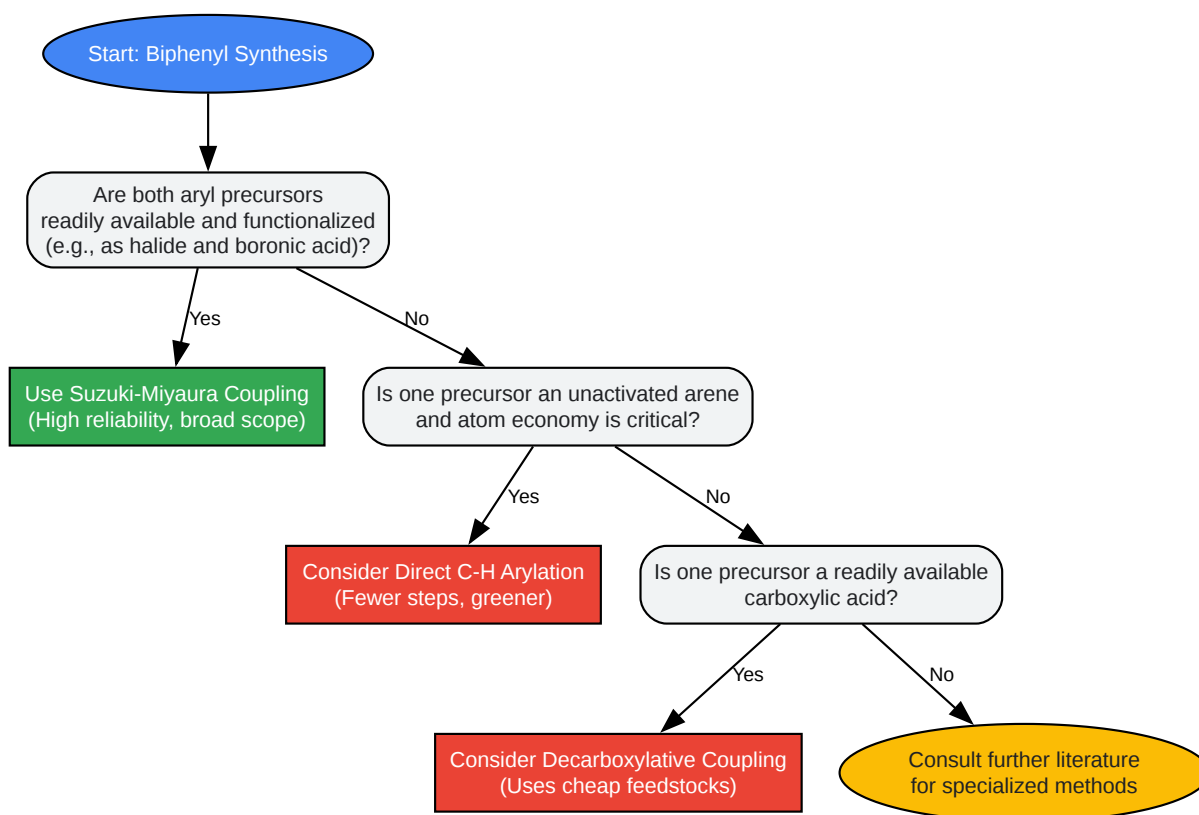 Start: Biphenyl Synthesis
Are both aryl precursors
readily available and functionalized
(e.g., as halide and boronic acid)?
Yes
No
Use Suzuki-Miyaura Coupling
(High reliability, broad scope)
Is one precursor an unactivated arene
and atom economy is critical?
Yes
No
Consider Direct C-H Arylation
(Fewer steps, greener)
Is one precursor a readily available
carboxylic acid?
Yes
No
Consider Decarboxylative Coupling
(Uses cheap feedstocks)
Consult further literature
for specialized methods